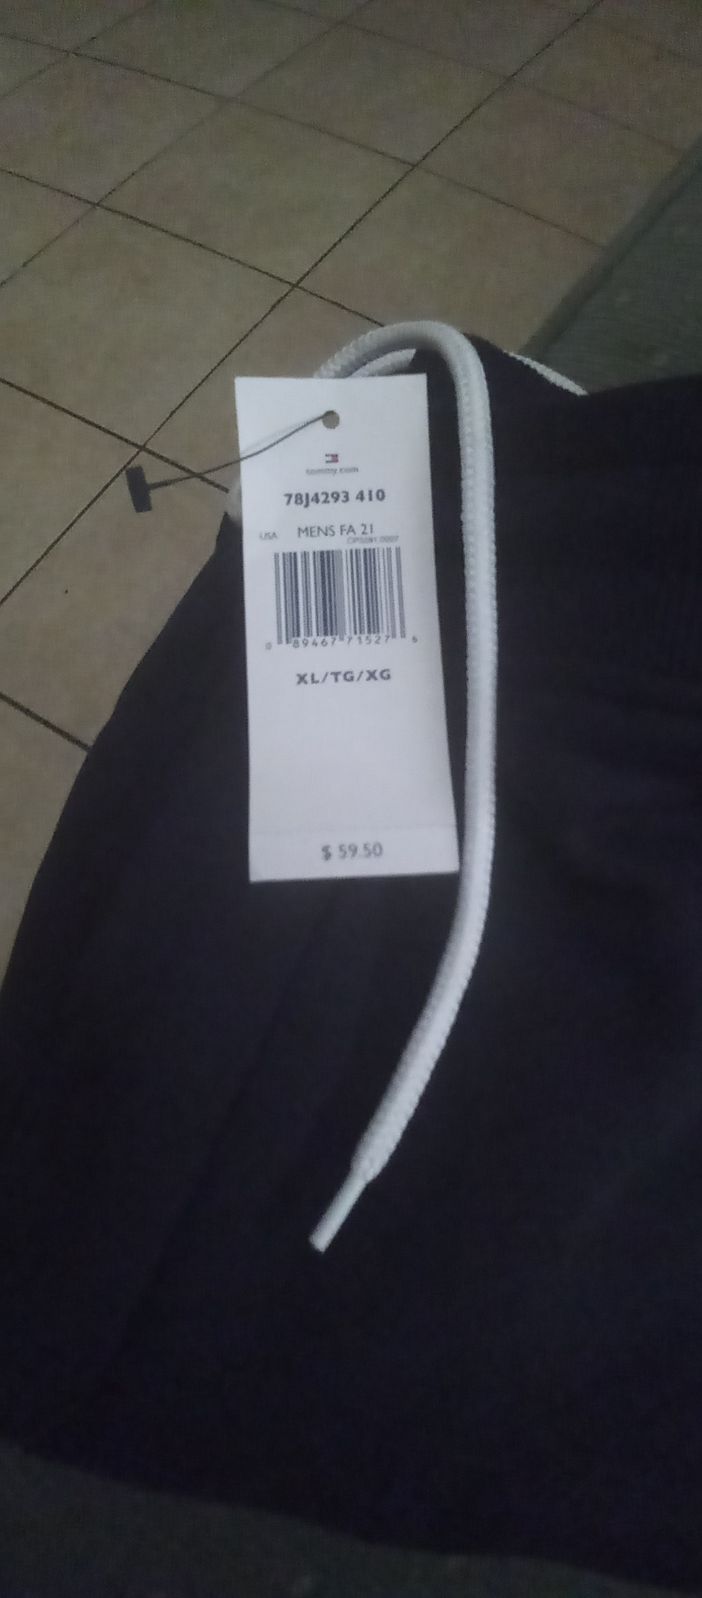 tommy.com
78J4293 410
USA MENS FA 21
0 89467 71527 6
XL/TG/XG
$ 59.50